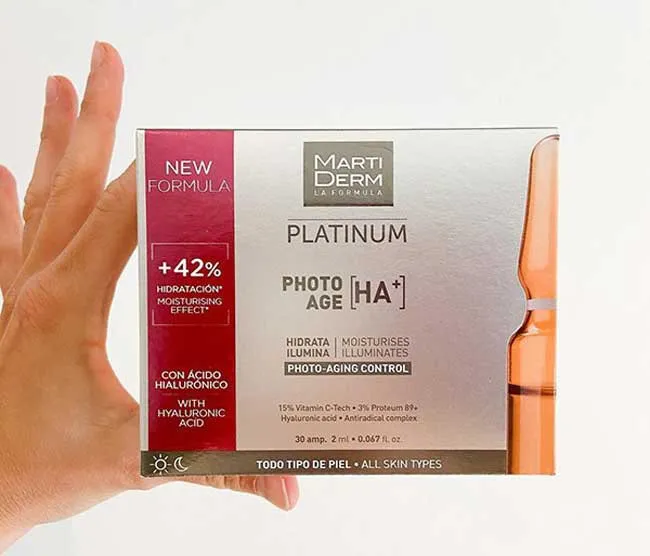 NEW
FORMULA
+42%
HIDRATACIÓN*
MOISTURISING
EFFECT*
CON ÁCIDO
HIALURÓNICO
WITH
HYALURONIC
ACID
MARTI
DERM
LA FORMULA
PLATINUM
PHOTO
AGE [HA+]
HIDRATA | MOISTURISES
ILUMINA | ILLUMINATES
PHOTO-AGING CONTROL
15% Vitamin C-Tech • 3% Proteum 89+
Hyaluronic acid • Antiradical complex
30 amp. 2 ml • 0.067 fl. oz.
TODO TIPO DE PIEL • ALL SKIN TYPES